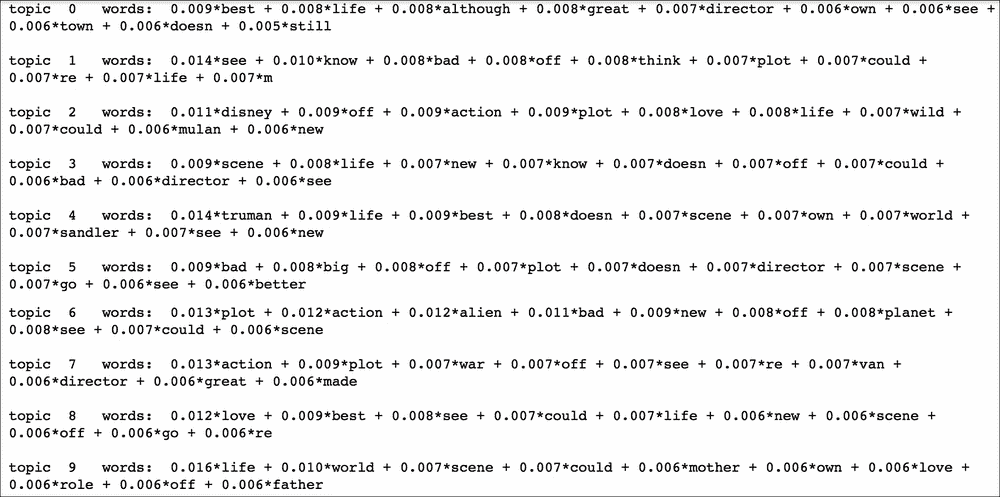 topic 0 words: 0.009*best + 0.008*life + 0.008*although + 0.008*great + 0.007*director + 0.006*own + 0.006*see +
0.006*town + 0.006*doesn + 0.005*still
topic 1 words: 0.014*see + 0.010*know + 0.008*bad + 0.008*off + 0.008*think + 0.007*plot + 0.007*could +
0.007*re + 0.007*life + 0.007*m
topic 2 words: 0.011*disney + 0.009*off + 0.009*action + 0.009*plot + 0.008*love + 0.008*life + 0.007*wild +
0.007*could + 0.006*mulan + 0.006*new
topic 3 words: 0.009*scene + 0.008*life + 0.007*new + 0.007*know + 0.007*doesn + 0.007*off + 0.007*could +
0.006*bad + 0.006*director + 0.006*see
topic 4 words: 0.014*truman + 0.009*life + 0.009*best + 0.008*doesn + 0.007*scene + 0.007*own + 0.007*world +
0.007*sandler + 0.007*see + 0.006*new
topic 5 words: 0.009*bad + 0.008*big + 0.008*off + 0.007*plot + 0.007*doesn + 0.007*director + 0.007*scene +
0.007*go + 0.006*see + 0.006*better
topic 6 words: 0.013*plot + 0.012*action + 0.012*alien + 0.011*bad + 0.009*new + 0.008*off + 0.008*planet +
0.008*see + 0.007*could + 0.006*scene
topic 7 words: 0.013*action + 0.009*plot + 0.007*war + 0.007*off + 0.007*see + 0.007*re + 0.007*van +
0.006*director + 0.006*great + 0.006*made
topic 8 words: 0.012*love + 0.009*best + 0.008*see + 0.007*could + 0.007*life + 0.006*new + 0.006*scene +
0.006*off + 0.006*go + 0.006*re
topic 9 words: 0.016*life + 0.010*world + 0.007*scene + 0.007*could + 0.006*mother + 0.006*own + 0.006*love +
0.006*role + 0.006*off + 0.006*father